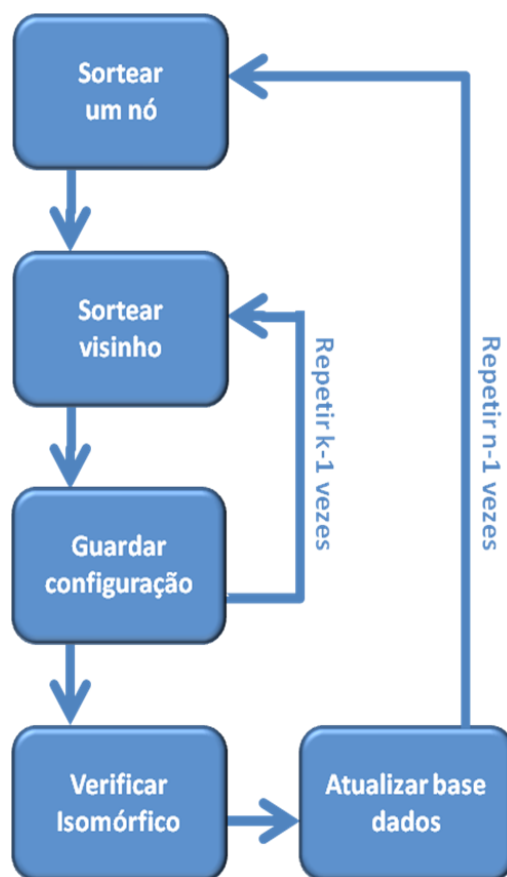 Sortear
um nó
Sortear
visinho
Repetir k-1 vezes
Repetir n-1 vezes
Guardar
configuração
Verificar
Isomórfico
Atualizar base
dados